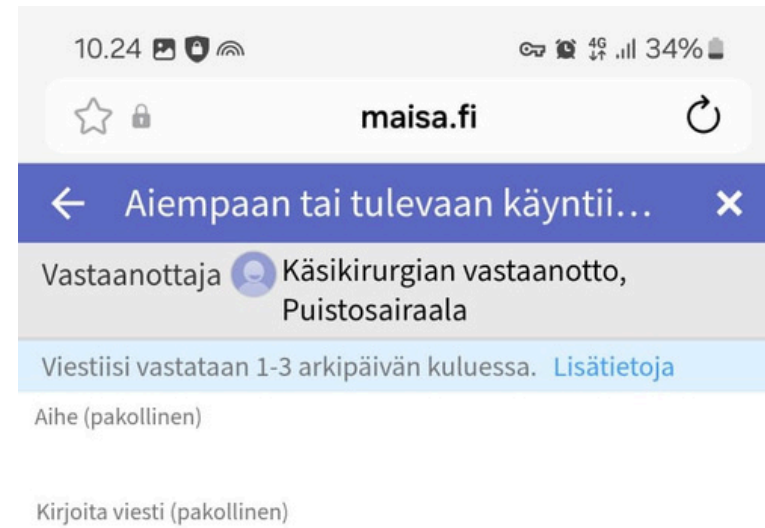 10.24 4G 34%
maisa.fi
Aiempaan tai tulevaan käyntii...
Vastaanottaja Käsikirurgian vastaanotto,
Puistosairaala
Viestiisi vastataan 1-3 arkipäivän kuluessa. Lisätietoja
Aihe (pakollinen)
Kirjoita viesti (pakollinen)